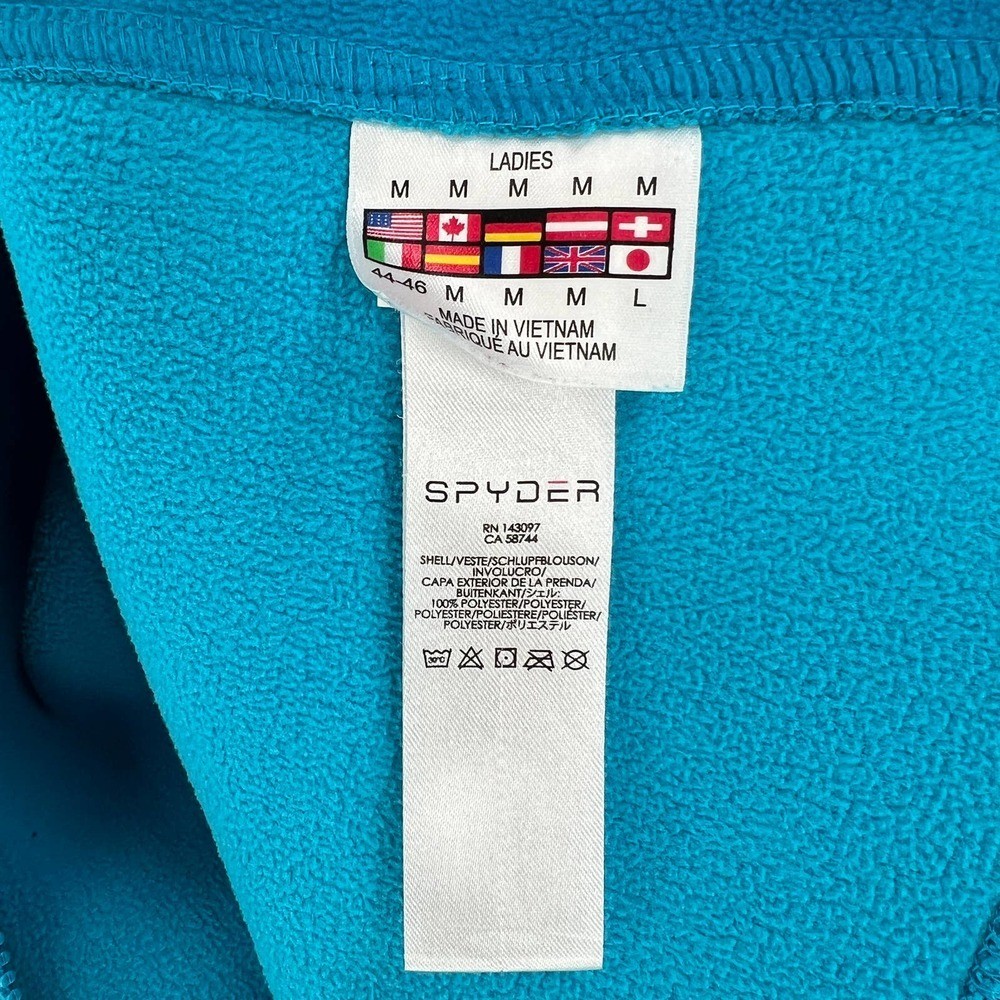 LADIES
M M M M M
44-46 M M M L
MADE IN VIETNAM
FABRIQUÉ AU VIETNAM
SPYDER
RN 143097
CA 58744
SHELL/VESTE/SCHLUPFBLOUSON/
INVOLUCRO/
CAPA EXTERIOR DE LA PRENDA/
BUITENKANT/シェル:
100% POLYESTER/POLYESTER/
POLYESTER/POLIESTERE/POLIÉSTER/
POLYESTER/ポリエステル
30°C